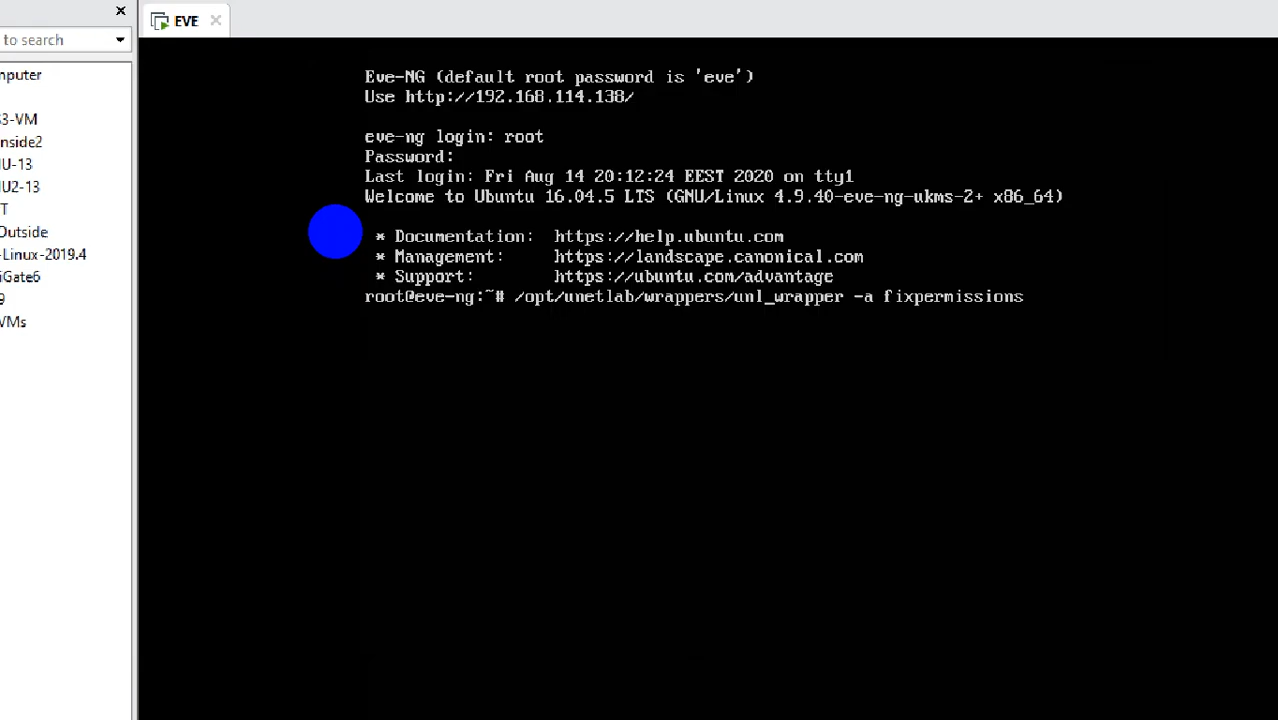 EVE
to search
nputer
S3-VM
nside2
IU-13
IU2-13
T
Outside
-Linux-2019.4
iGate6
9
VMs
Eve-NG (default root password is 'eve')
Use http://192.168.114.138/
eve-ng login: root
Password:
Last login: Fri Aug 14 20:12:24 EEST 2020 on tty1
Welcome to Ubuntu 16.04.5 LTS (GNU/Linux 4.9.40-eve-ng-ukms-2+ x86_64)
* Documentation: https://help.ubuntu.com
* Management: https://landscape.canonical.com
* Support: https://ubuntu.com/advantage
root@eve-ng:~# /opt/unetlab/wrappers/unl_wrapper -a fixpermissions